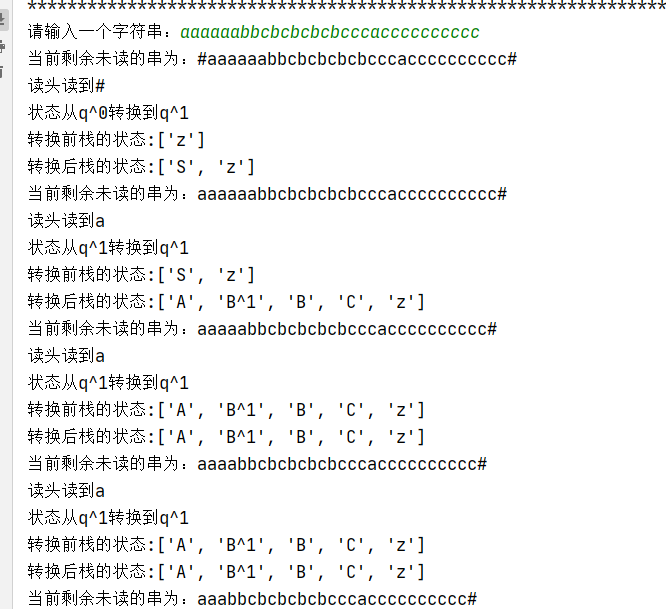 ****************************************************************
请输入一个字符串：aaaaaabbcbcbcbcbcccacccccccccc
当前剩余未读的串为：#aaaaaabbcbcbcbcbcccacccccccccc#
读头读到#
状态从q^0转换到q^1
转换前栈的状态:['z']
转换后栈的状态:['S', 'z']
当前剩余未读的串为：aaaaaabbcbcbcbcbcccacccccccccc#
读头读到a
状态从q^1转换到q^1
转换前栈的状态:['S', 'z']
转换后栈的状态:['A', 'B^1', 'B', 'C', 'z']
当前剩余未读的串为：aaaaabbcbcbcbcbcccacccccccccc#
读头读到a
状态从q^1转换到q^1
转换前栈的状态:['A', 'B^1', 'B', 'C', 'z']
转换后栈的状态:['A', 'B^1', 'B', 'C', 'z']
当前剩余未读的串为：aaaabbcbcbcbcbcccacccccccccc#
读头读到a
状态从q^1转换到q^1
转换前栈的状态:['A', 'B^1', 'B', 'C', 'z']
转换后栈的状态:['A', 'B^1', 'B', 'C', 'z']
当前剩余未读的串为：aaabbcbcbcbcbcccacccccccccc#